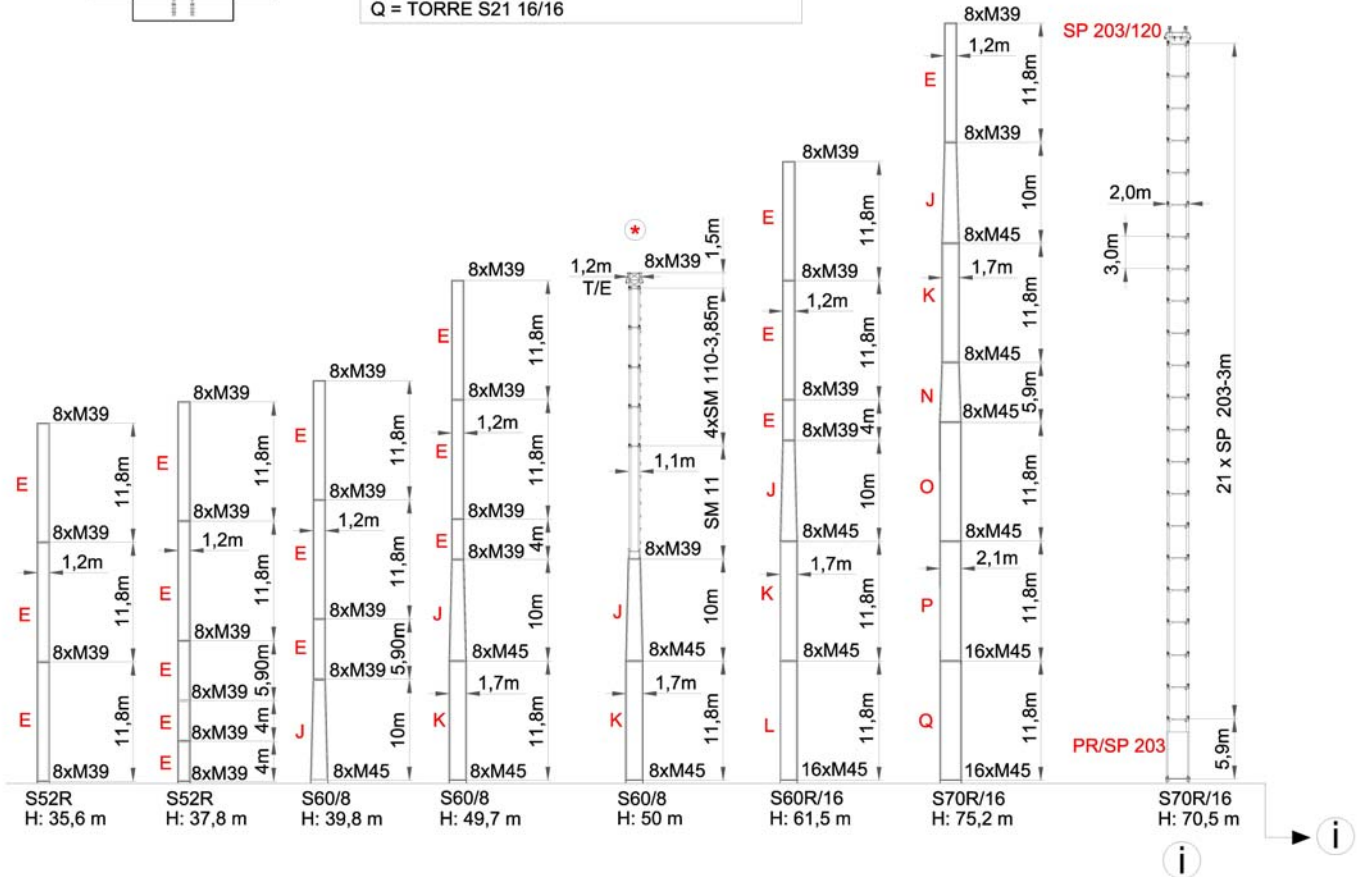 Q = TORRE S21 16/16
8xM39
E
11,8m
8xM39
1,2m
E
11,8m
8xM39
E
11,8m
8xM39
S52R
H: 35,6 m
8xM39
E
11,8m
8xM39
1,2m
E
11,8m
8xM39
E
5,90m
8xM39
E
4m
8xM39
E
4m
8xM39
S52R
H: 37,8 m
8xM39
E
11,8m
8xM39
1,2m
E
11,8m
8xM39
E
5,90m
8xM39
J
10m
8xM45
S60/8
H: 39,8 m
8xM39
E
11,8m
8xM39
1,2m
E
11,8m
8xM39
E
4m
8xM39
J
10m
8xM45
1,7m
K
11,8m
8xM45
S60/8
H: 49,7 m
*
1,5m
1,2m
8xM39
T/E
4xSM 110-3,85m
1,1m
SM 11
8xM39
J
10m
8xM45
1,7m
K
11,8m
8xM45
S60/8
H: 50 m
8xM39
E
11,8m
8xM39
1,2m
E
11,8m
8xM39
E
4m
8xM39
J
10m
8xM45
1,7m
K
11,8m
8xM45
L
11,8m
16xM45
S60R/16
H: 61,5 m
8xM39
1,2m
E
11,8m
8xM39
J
10m
8xM45
1,7m
K
11,8m
8xM45
N
5,9m
8xM45
O
11,8m
8xM45
2,1m
P
11,8m
16xM45
Q
11,8m
16xM45
S70R/16
H: 75,2 m
SP 203/120
2,0m
3,0m
21 x SP 203-3m
PR/SP 203
5,9m
S70R/16
H: 70,5 m
i
i